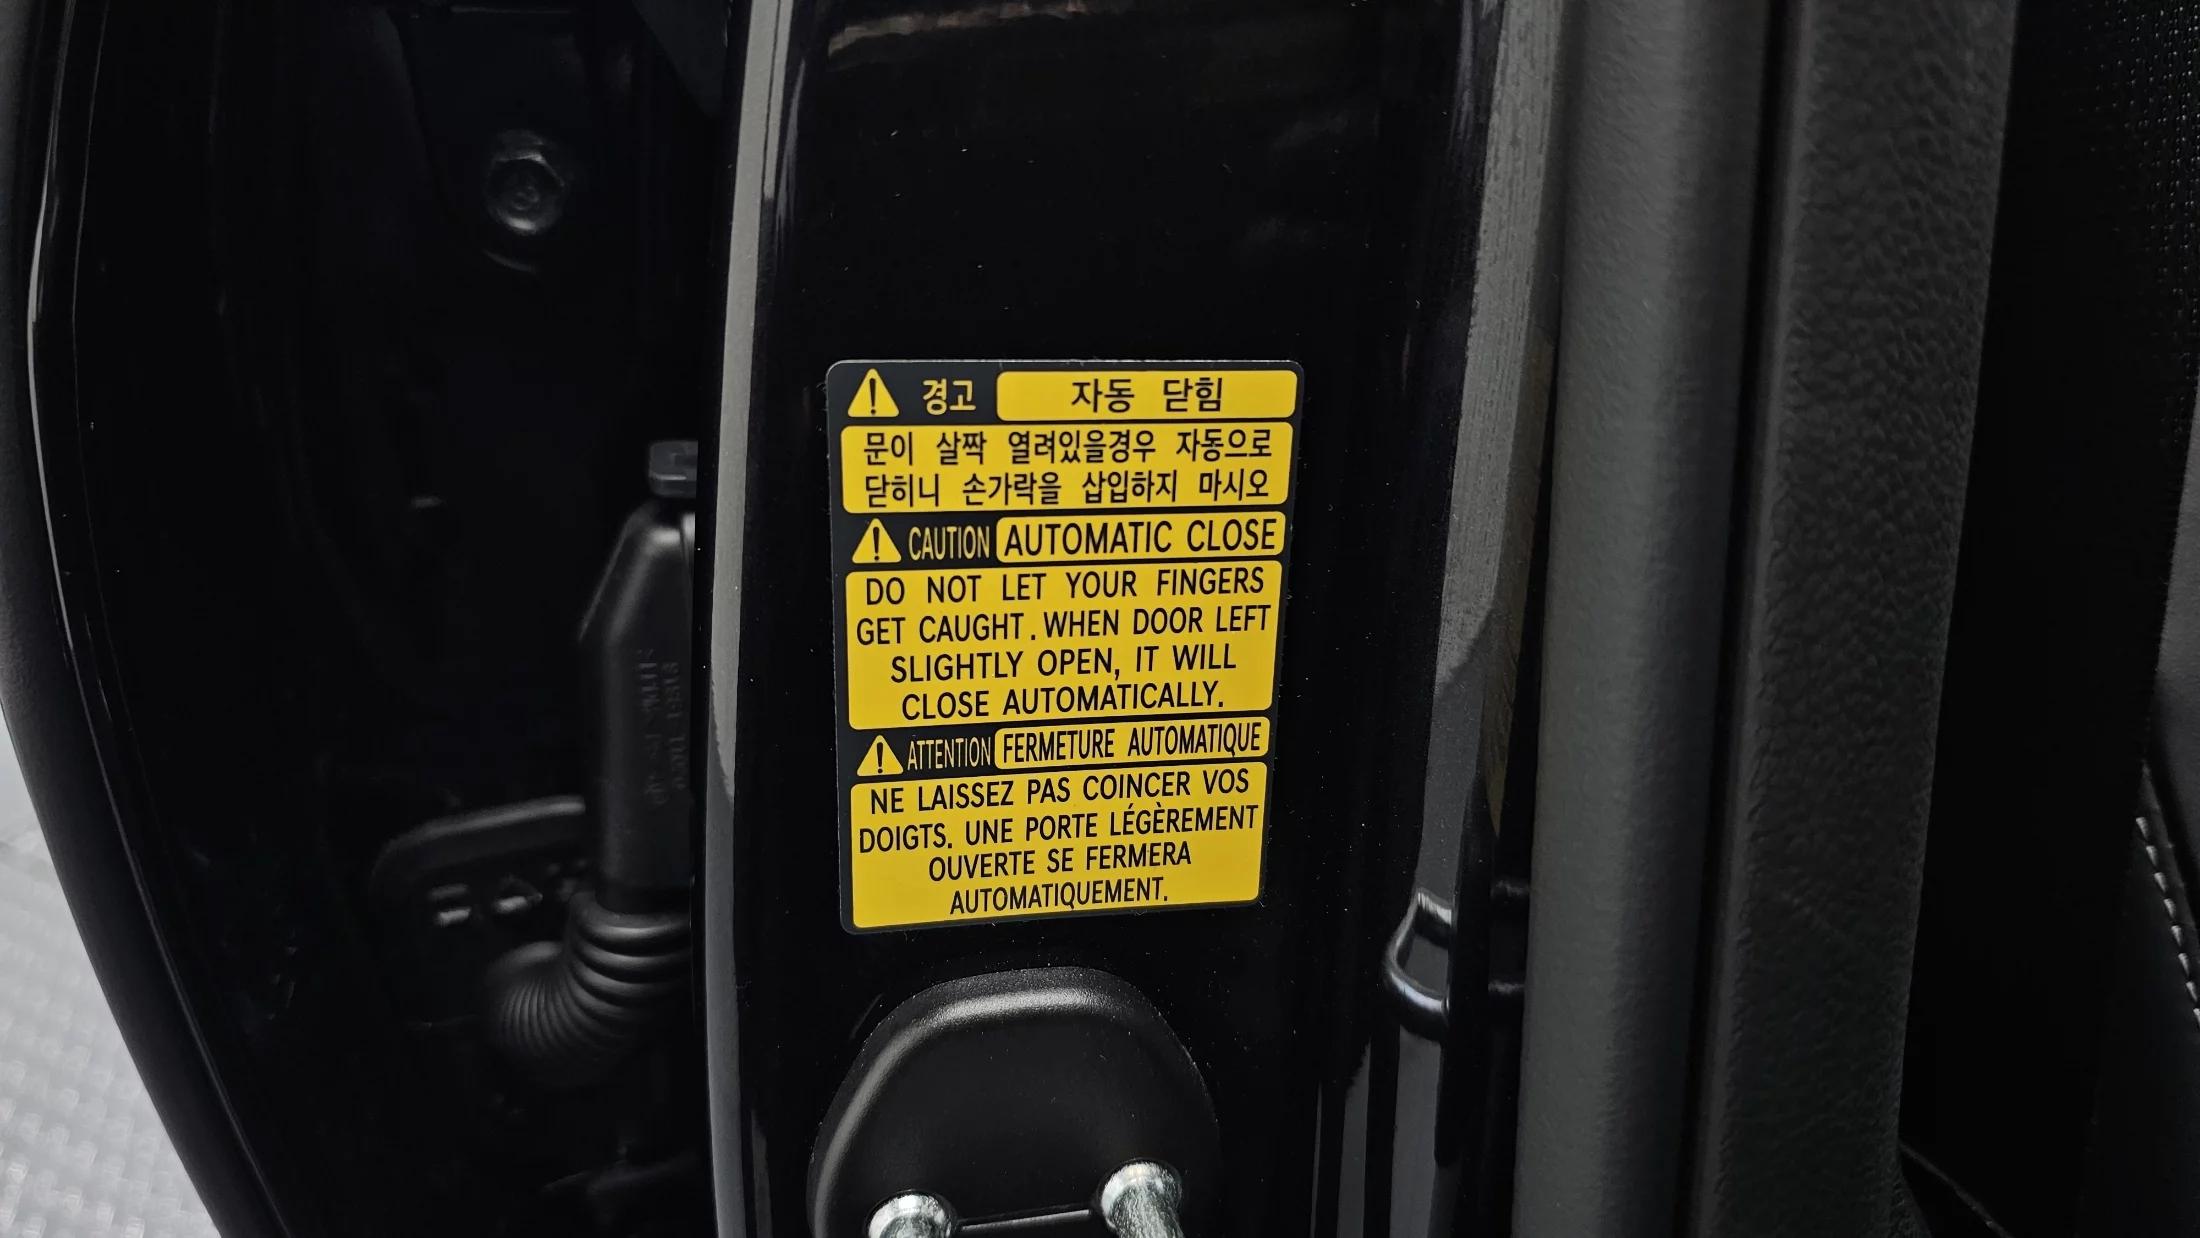 경고 자동 닫힘
문이 살짝 열려있을경우 자동으로
닫히니 손가락을 삽입하지 마시오
CAUTION AUTOMATIC CLOSE
DO NOT LET YOUR FINGERS
GET CAUGHT. WHEN DOOR LEFT
SLIGHTLY OPEN, IT WILL
CLOSE AUTOMATICALLY.
ATTENTION FERMETURE AUTOMATIQUE
NE LAISSEZ PAS COINCER VOS
DOIGTS. UNE PORTE LÉGÈREMENT
OUVERTE SE FERMERA
AUTOMATIQUEMENT.